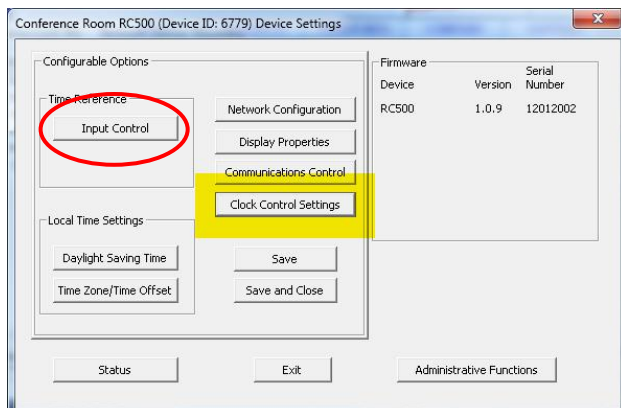 Conference Room RC500 (Device ID: 6779) Device Settings
Configurable Options
Time Reference
Input Control
Network Configuration
Display Properties
Communications Control
Clock Control Settings
Local Time Settings
Daylight Saving Time
Time Zone/Time Offset
Save
Save and Close
Firmware
Device Version Serial Number
RC500 1.0.9 12012002
Status
Exit
Administrative Functions